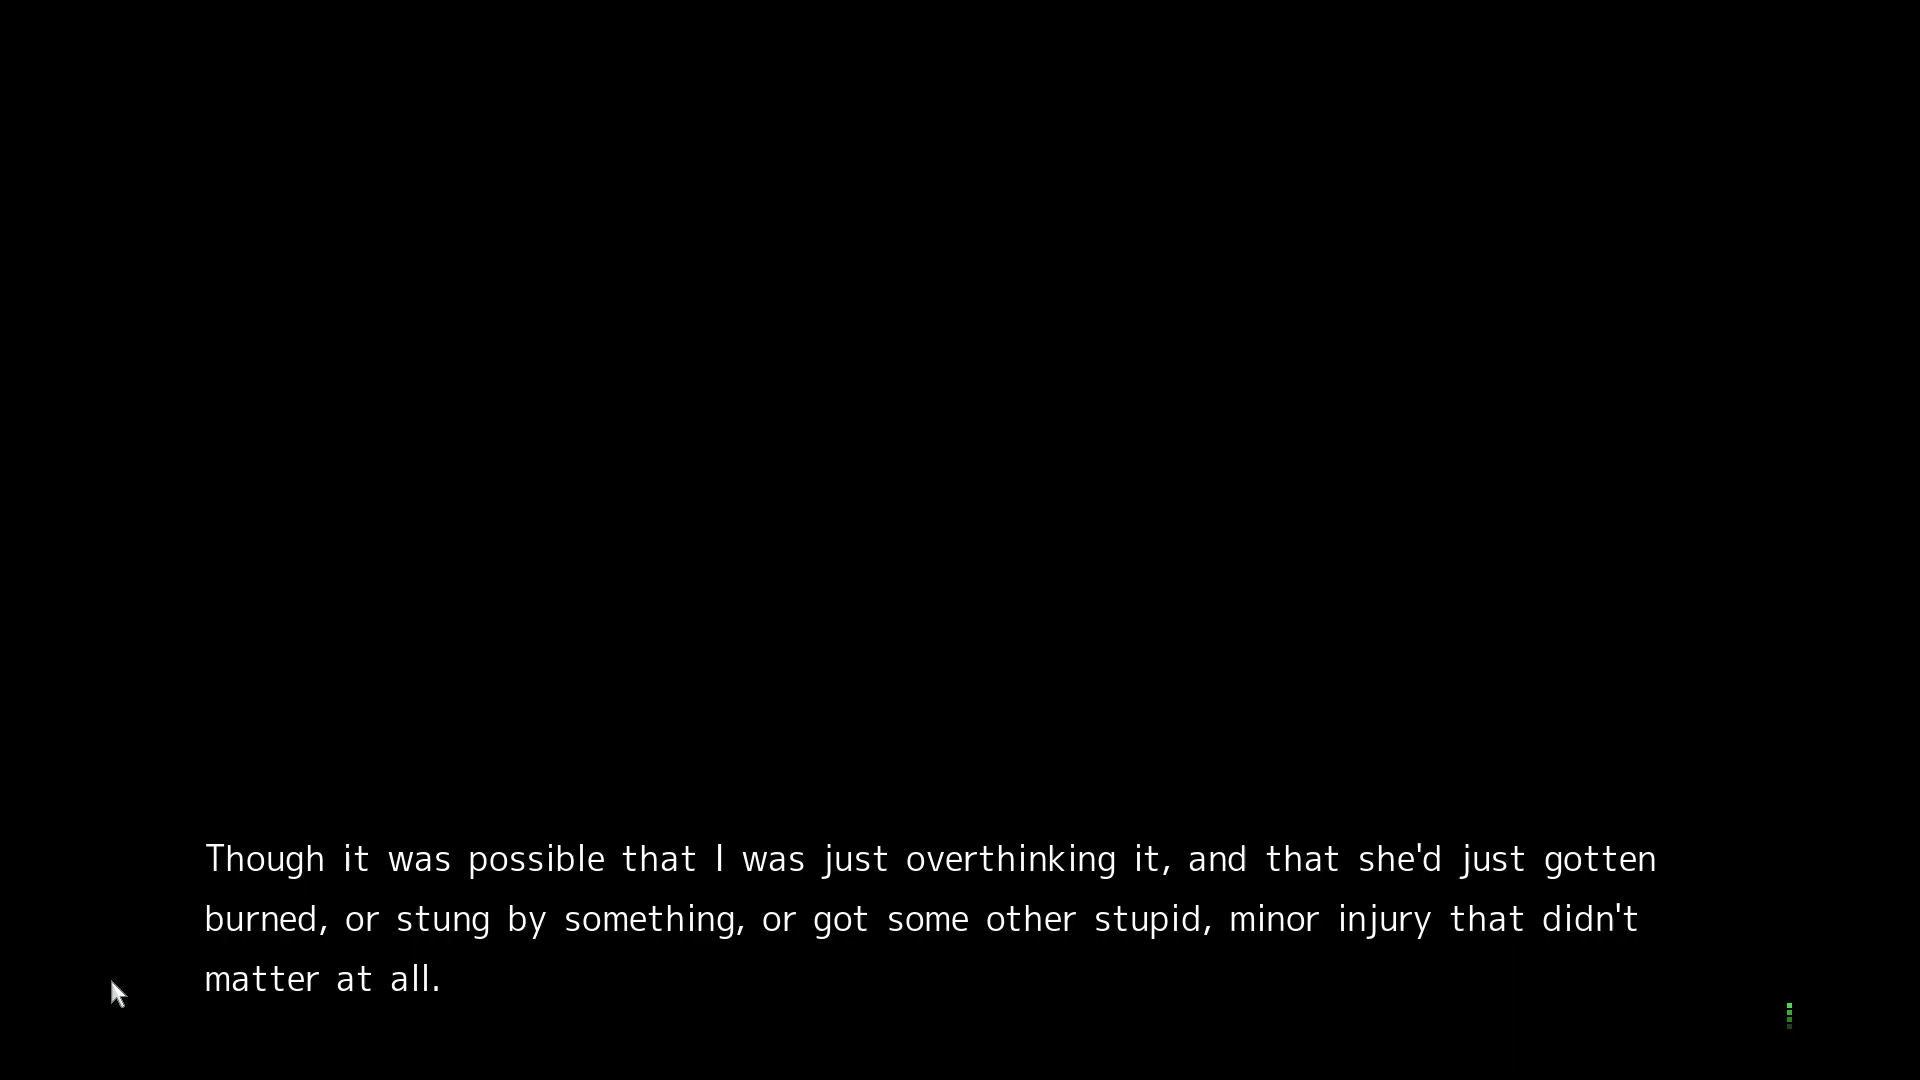 Though it was possible that I was just overthinking it, and that she'd just gotten
burned, or stung by something, or got some other stupid, minor injury that didn't
matter at all.